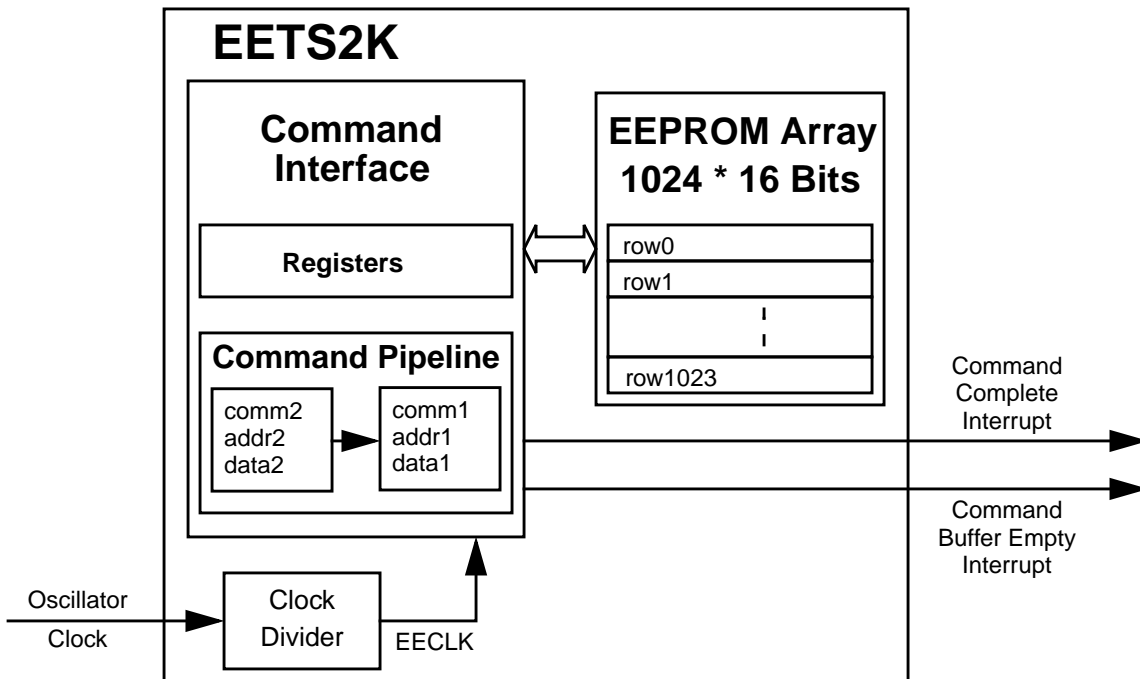 EETS2K
Command
Interface
Registers
Command Pipeline
comm2
addr2
data2
comm1
addr1
data1
EEPROM Array
1024 * 16 Bits
row0
row1
row1023
Command
Complete
Interrupt
Command
Buffer Empty
Interrupt
Oscillator
Clock
Clock
Divider
EECLK